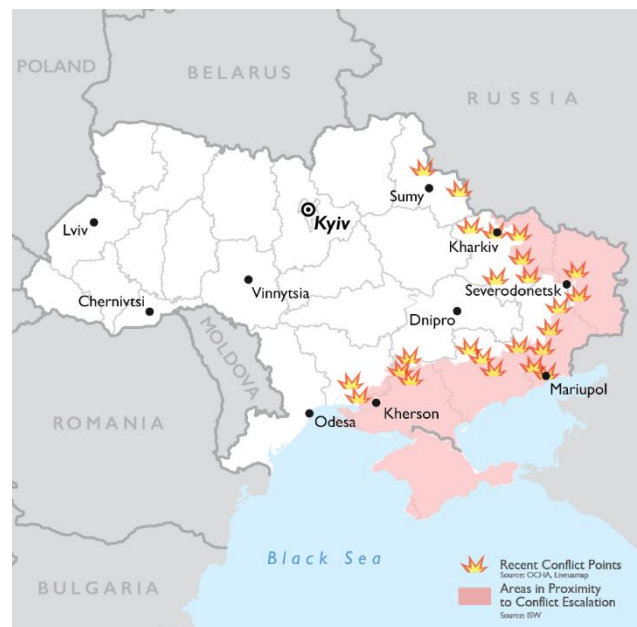 POLAND
BELARUS
RUSSIA
Sumy
Kyiv
Lviv
Kharkiv
Vinnytsia
Severodonetsk
Chernivtsi
Dnipro
MOLDOVA
Mariupol
Kherson
Odesa
ROMANIA
Black Sea
Recent Conflict Points
Source: OCHA, Liveuamap
Areas in Proximity
to Conflict Escalation
Source: ISW
BULGARIA